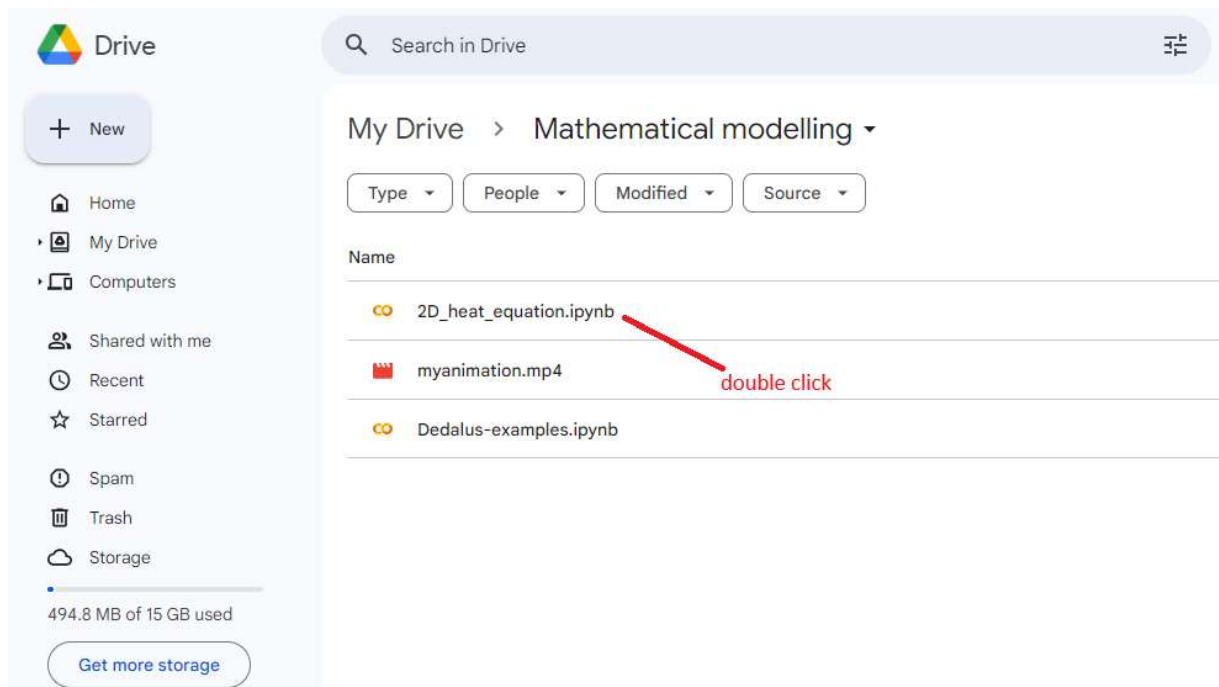 Drive
Search in Drive
New
My Drive > Mathematical modelling
Type People Modified Source
Home
My Drive
Computers
Shared with me
Recent
Starred
Spam
Trash
Storage
494.8 MB of 15 GB used
Get more storage
Name
2D_heat_equation.ipynb
myanimation.mp4
double click
Dedalus-examples.ipynb